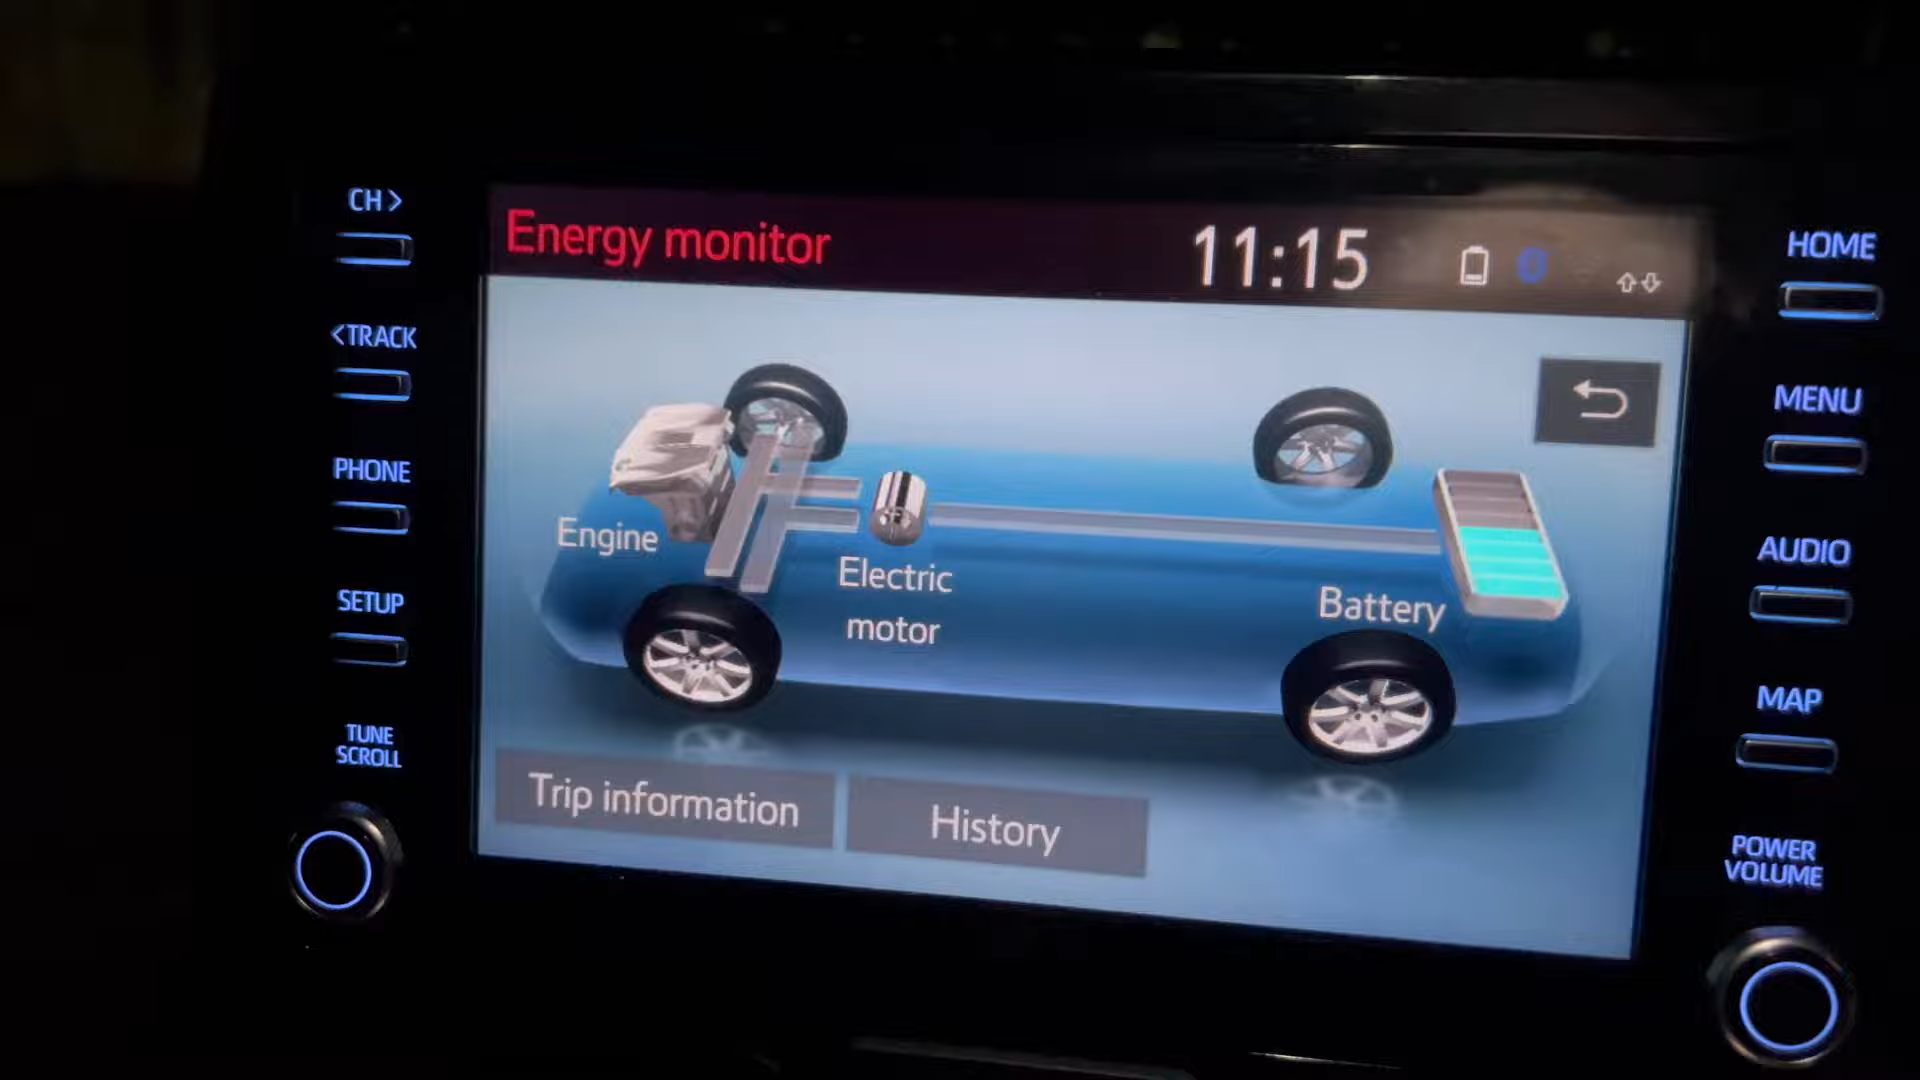 CH >
Energy monitor
11:15
HOME
<TRACK
MENU
PHONE
Engine
Electric
motor
AUDIO
SETUP
Battery
MAP
TUNE
SCROLL
Trip information
History
POWER
VOLUME